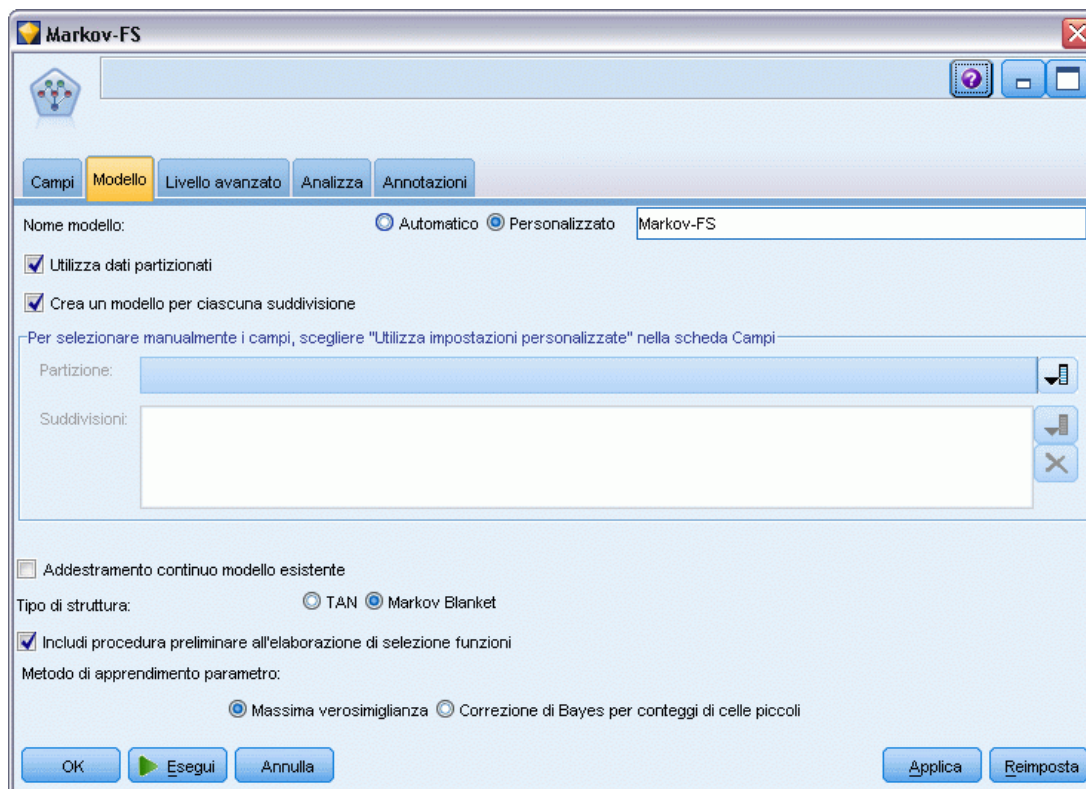 Markov-FS
Campi Modello Livello avanzato Analizza Annotazioni
Nome modello: Automatico Personalizzato Markov-FS
Utilizza dati partizionati
Crea un modello per ciascuna suddivisione
Per selezionare manualmente i campi, scegliere "Utilizza impostazioni personalizzate" nella scheda Campi
Partizione:
Suddivisioni:
Addestramento continuo modello esistente
Tipo di struttura: TAN Markov Blanket
Includi procedura preliminare all'elaborazione di selezione funzioni
Metodo di apprendimento parametro:
Massima verosimiglianza Correzione di Bayes per conteggi di celle piccoli
OK Esegui Annulla Applica Reimposta